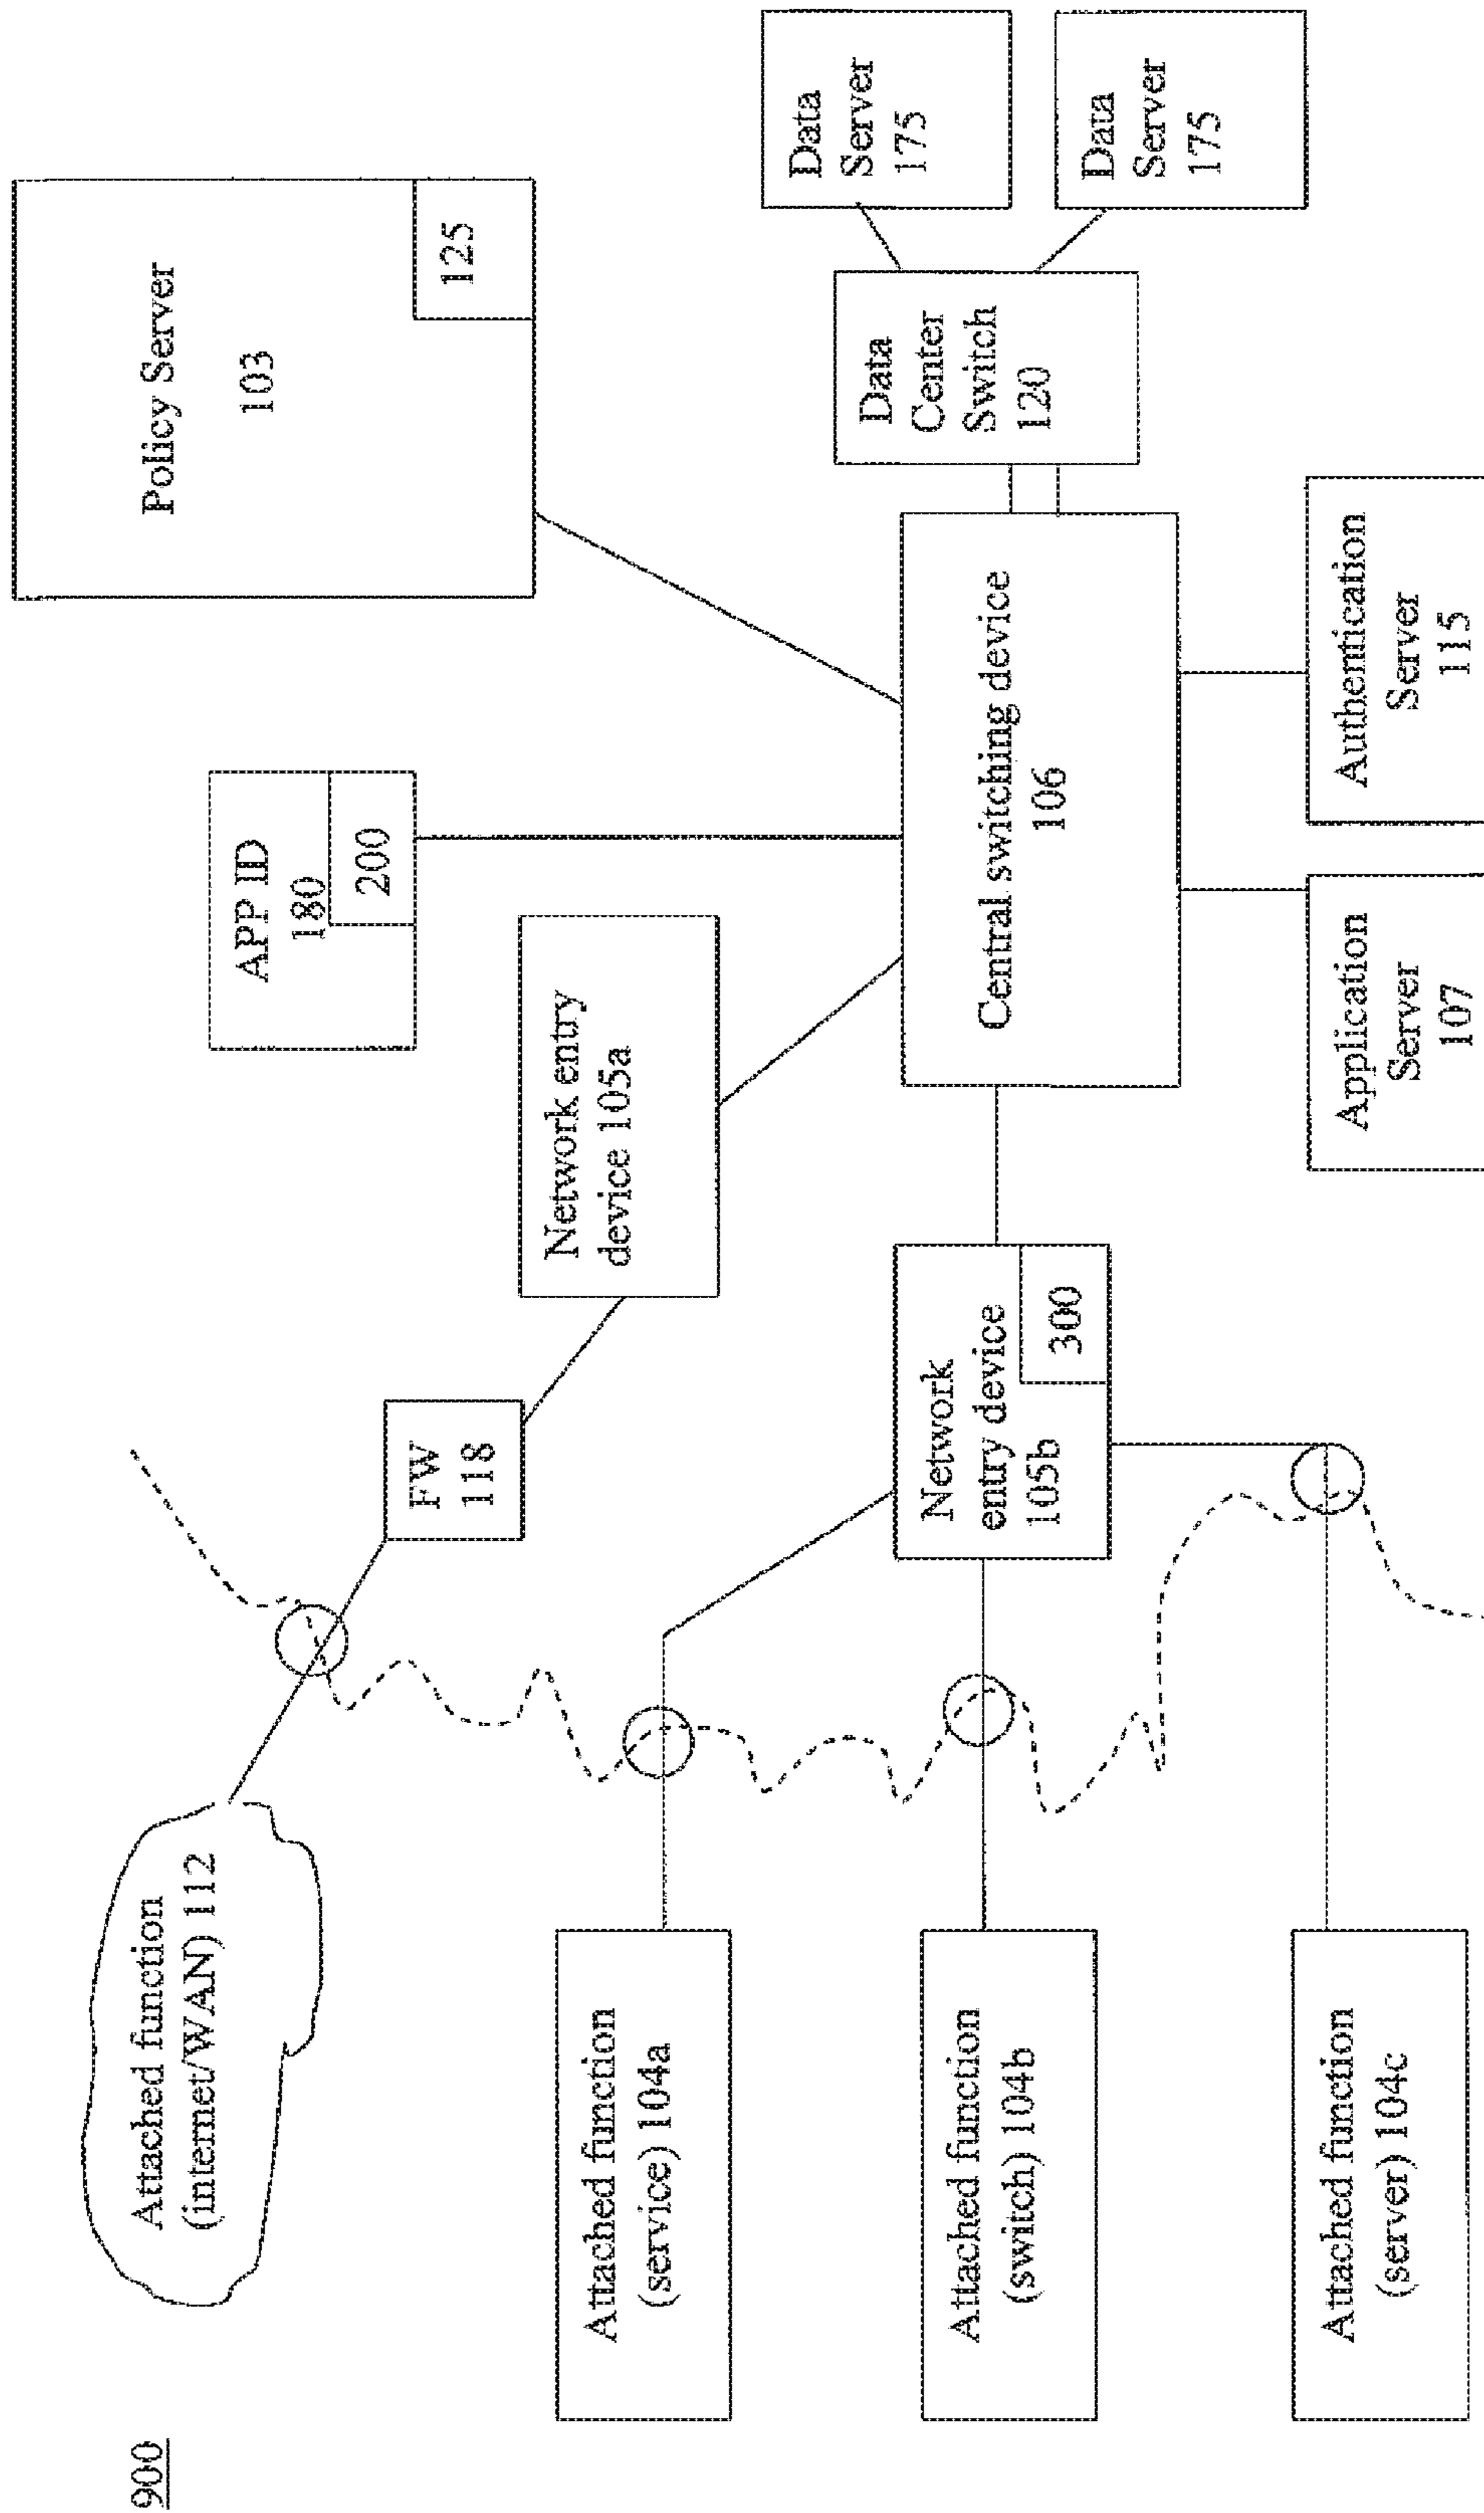 900
Attached function
(internet/WAN) 112
FW
118
APP ID
180
200
Policy Server
103
125
Network entry
device 105a
Attached function
(service) 104a
Attached function
(switch) 104b
Attached function
(server) 104c
Network
entry device
105b
300
Central switching device
106
Data
Center
Switch
120
Data
Server
175
Data
Server
175
Application
Server
107
Authentication
Server
115